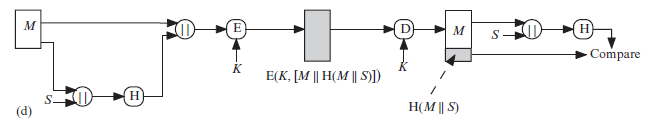 M || E D M S || H
K E(K, [M || H(M || S)]) K Compare
S || H
H(M || S)
(d)